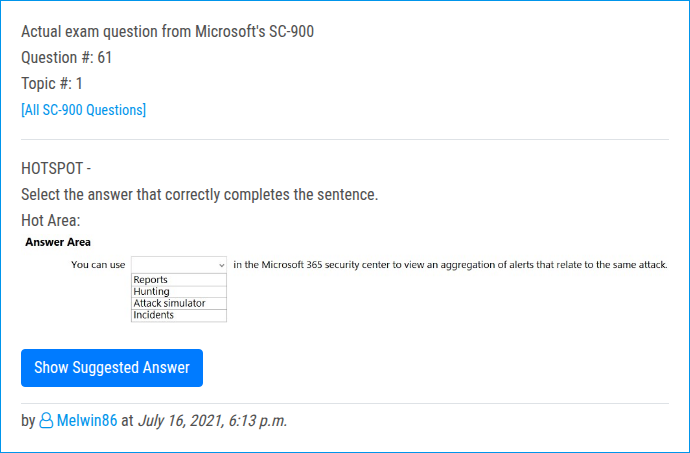 Actual exam question from Microsoft's SC-900
Question #: 61
Topic #: 1
[All SC-900 Questions]
HOTSPOT -
Select the answer that correctly completes the sentence.
Hot Area:
Answer Area
You can use in the Microsoft 365 security center to view an aggregation of alerts that relate to the same attack.
Reports
Hunting
Attack simulator
Incidents
Show Suggested Answer
by Melwin86 at July 16, 2021, 6:13 p.m.